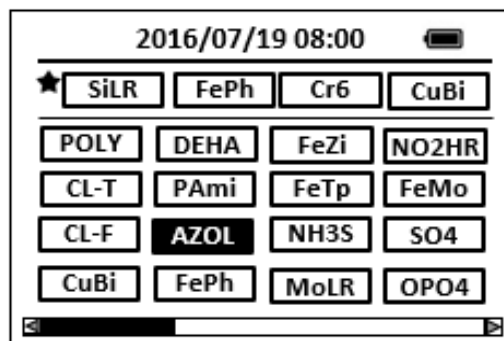 2016/07/19 08:00
SiLR FePh Cr6 CuBi
POLY DEHA FeZi NO2HR
CL-T PAmi FeTp FeMo
CL-F AZOL NH3S SO4
CuBi FePh MoLR OPO4